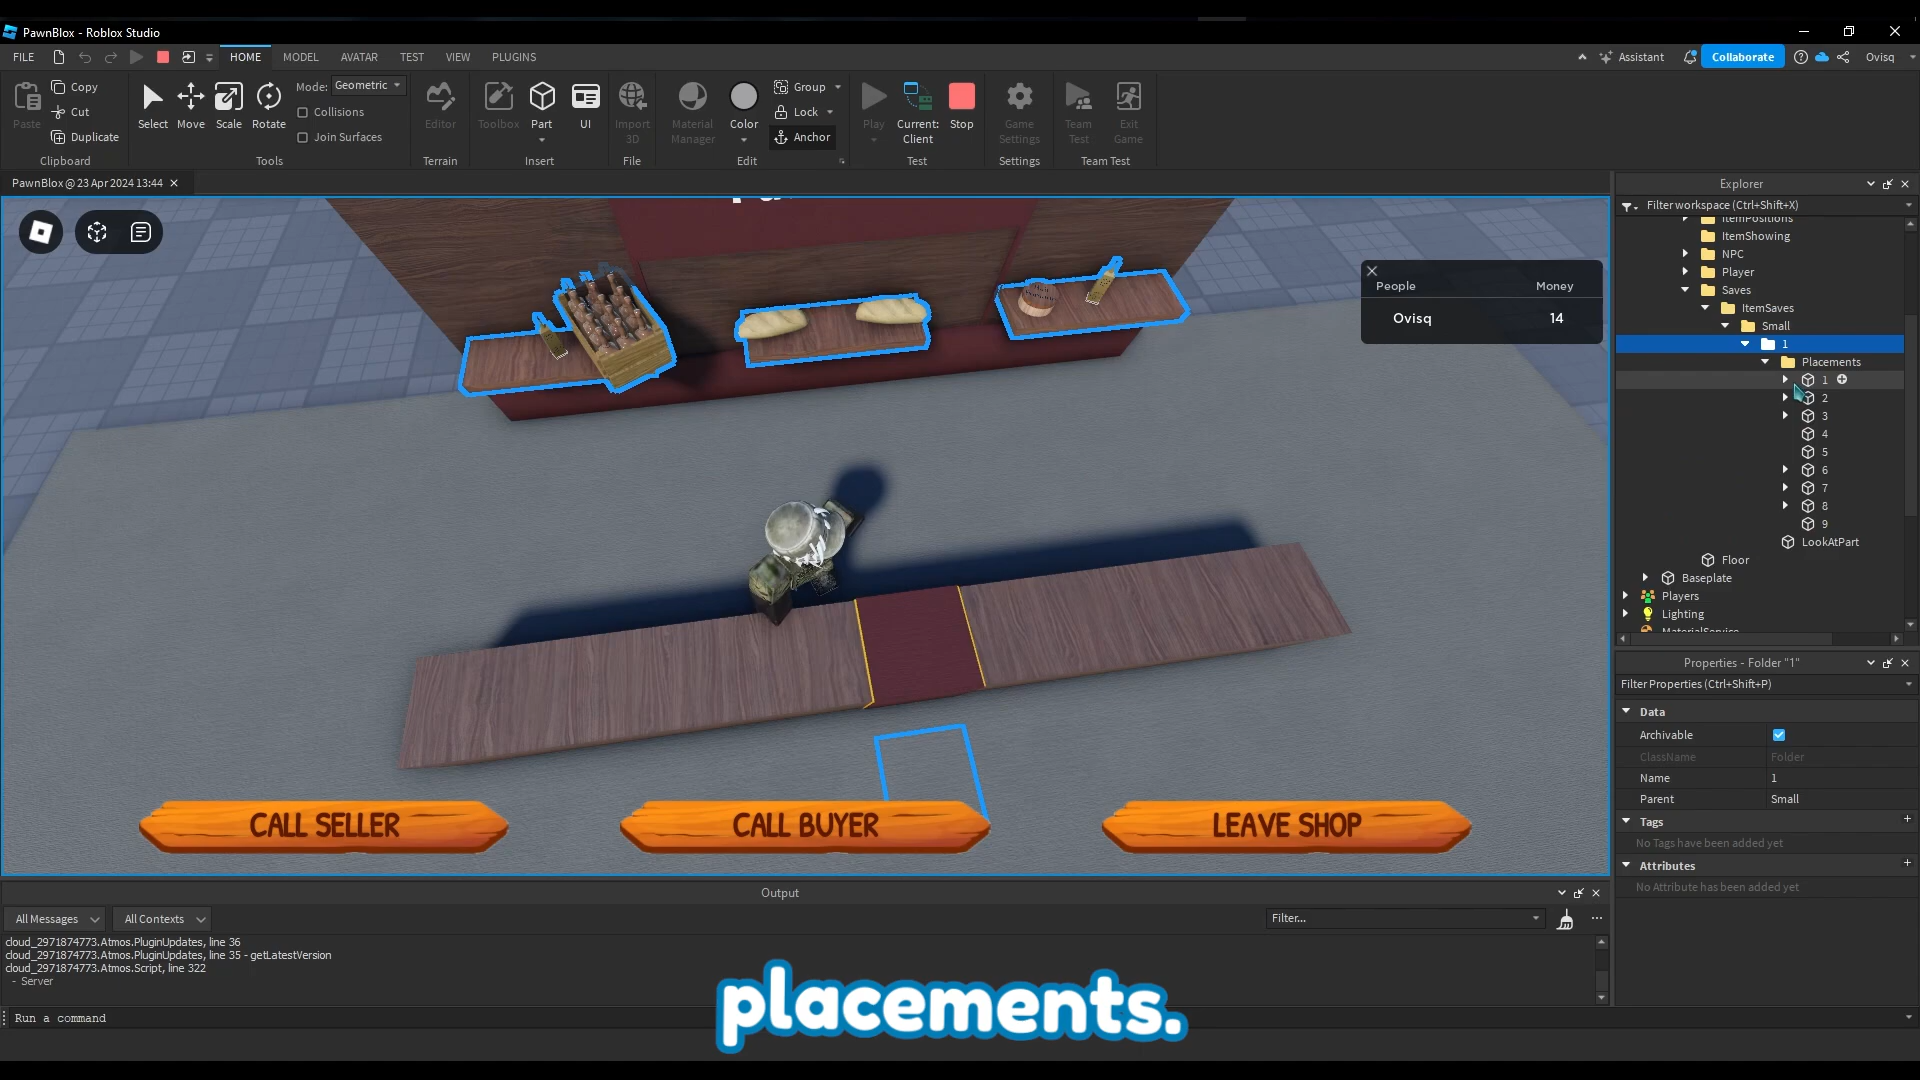 PawnBlox - Roblox Studio
FILE
HOME
MODEL
AVATAR
TEST
VIEW
PLUGINS
Assistant
Collaborate
Ovisq
Paste
Copy
Cut
Duplicate
Clipboard
Select
Move
Scale
Rotate
Mode:
Geometric
Collisions
Join Surfaces
Tools
Editor
Terrain
Toolbox
Part
UI
Insert
Import
3D
File
Material
Manager
Color
Group
Lock
Anchor
Edit
Play
Current:
Client
Stop
Test
Game
Settings
Settings
Team
Test
Exit
Game
Team Test
PawnBlox @ 23 Apr 2024 13:44
People
Money
Ovisq
14
CALL SELLER
CALL BUYER
LEAVE SHOP
Explorer
Filter workspace (Ctrl+Shift+X)
ItemPositions
ItemShowing
NPC
Player
Saves
ItemSaves
Small
1
Placements
1
2
3
4
5
6
7
8
9
LookAtPart
Floor
Baseplate
Players
Lighting
MaterialService
Properties - Folder "1"
Filter Properties (Ctrl+Shift+P)
Data
Archivable
ClassName
Folder
Name
1
Parent
Small
Tags
No Tags have been added yet
Attributes
No Attribute has been added yet
Output
All Messages
All Contexts
Filter...
cloud_2971874773.Atmos.PluginUpdates, line 36
cloud_2971874773.Atmos.PluginUpdates, line 35 - getLatestVersion
cloud_2971874773.Atmos.Script, line 322
- Server
Run a command
placements.